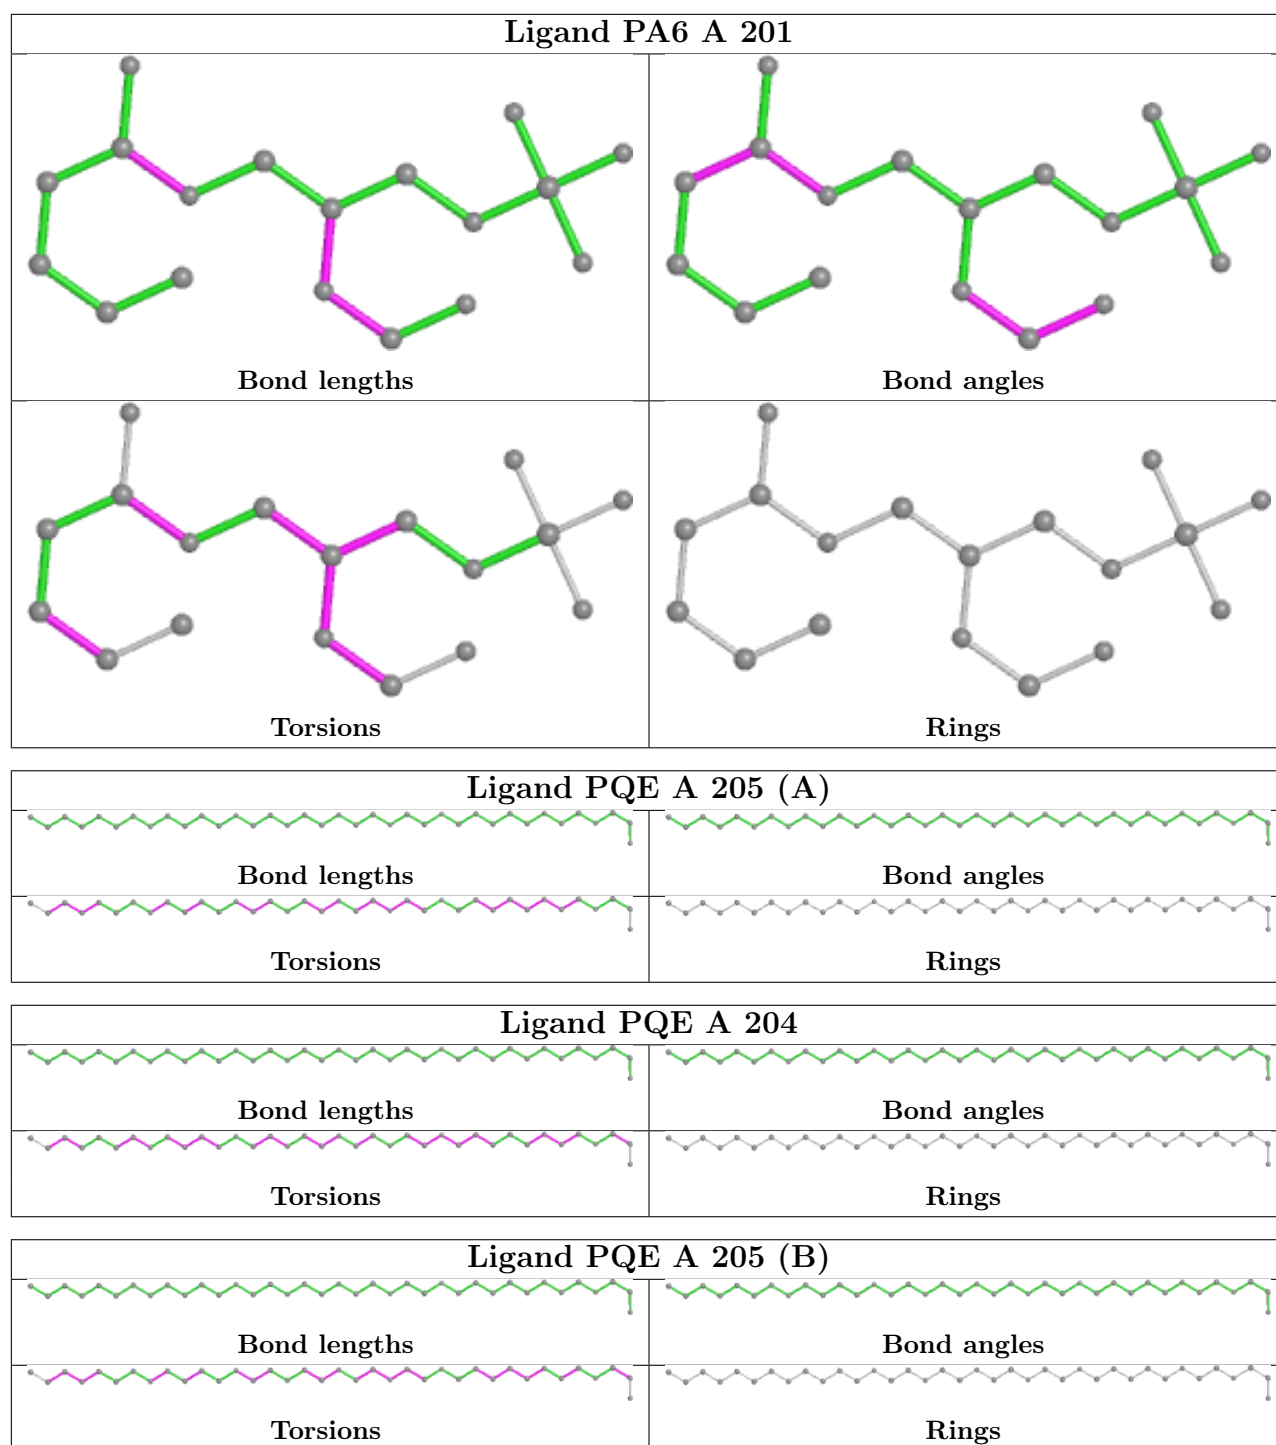 Ligand PA6 A 201
Bond lengths
Bond angles
Torsions
Rings
Ligand PQE A 205 (A)
Bond lengths
Bond angles
Torsions
Rings
Ligand PQE A 204
Bond lengths
Bond angles
Torsions
Rings
Ligand PQE A 205 (B)
Bond lengths
Bond angles
Torsions
Rings